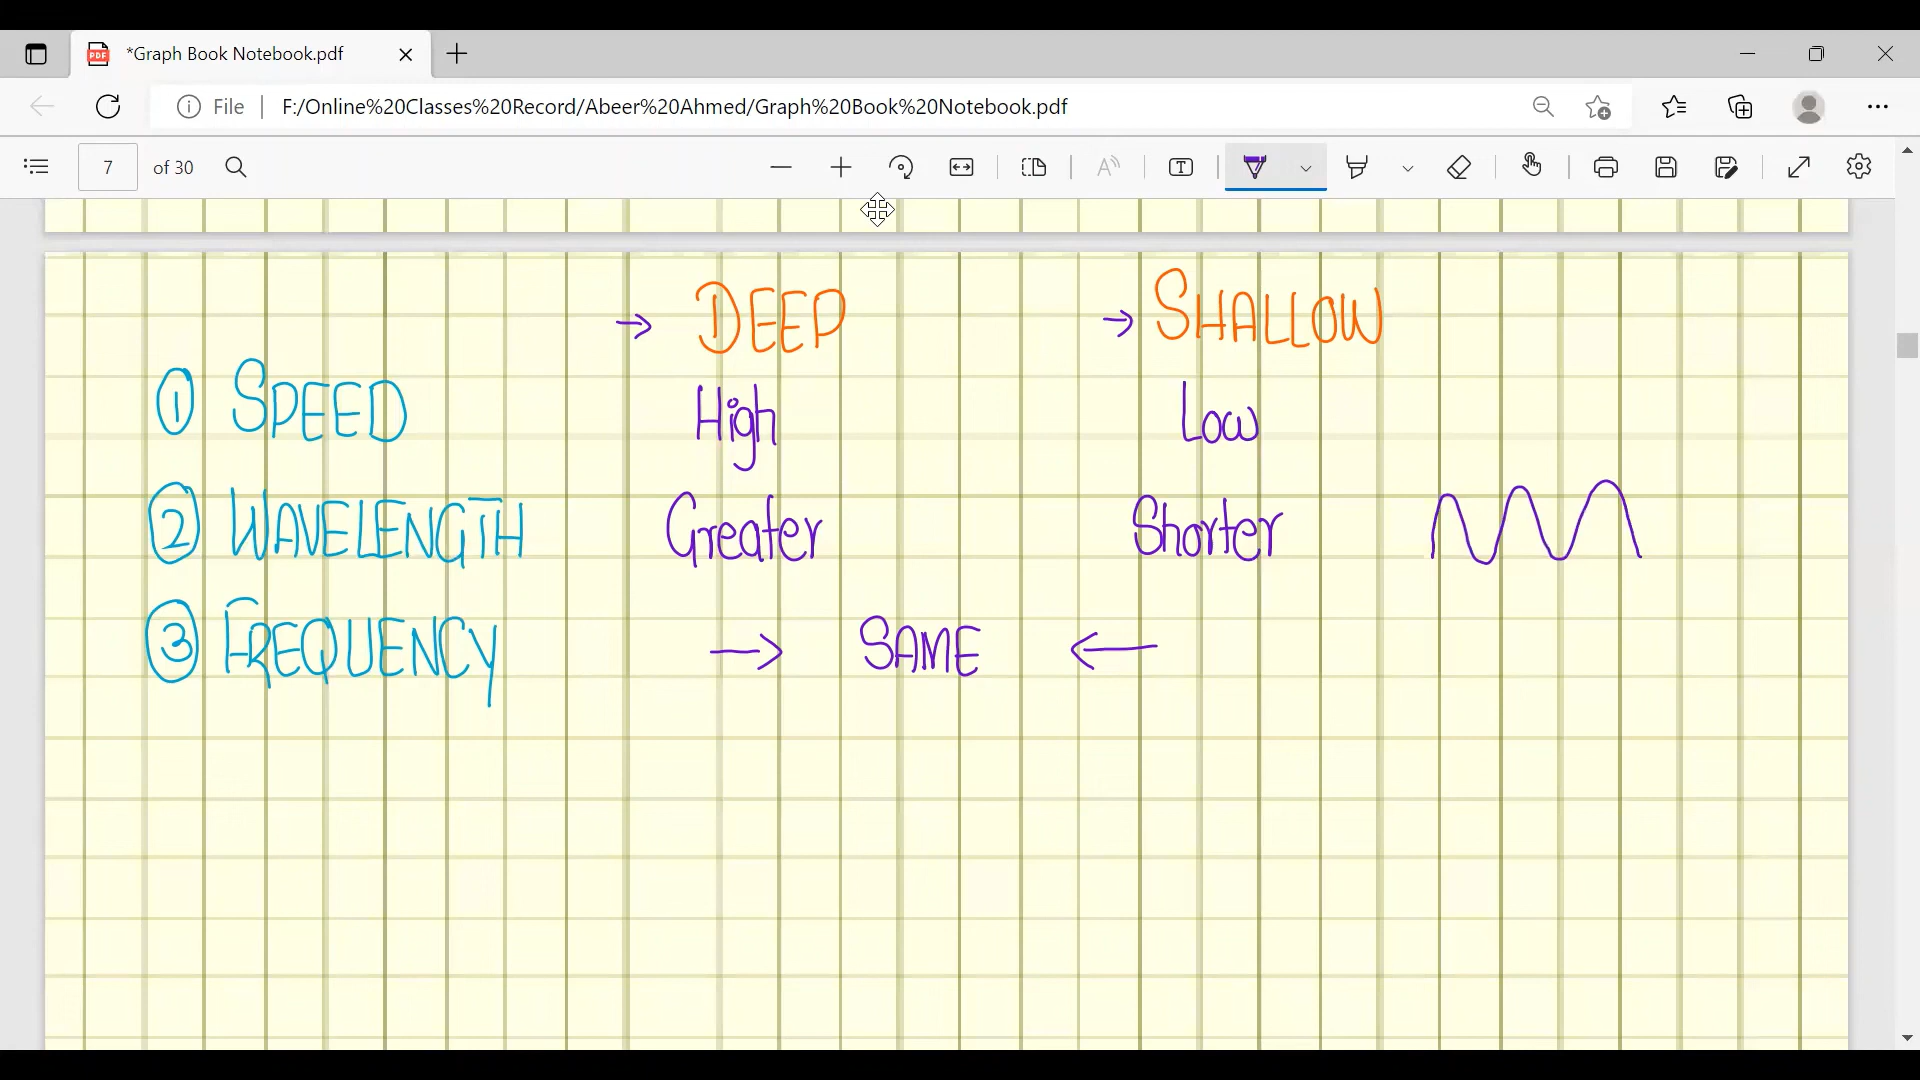 *Graph Book Notebook.pdf
File F:/Online%20Classes%20Record/Abeer%20Ahmed/Graph%20Book%20Notebook.pdf
7 of 30
→ DEEP → SHALLOW
① SPEED High Low
② WAVELENGTH Greater Shorter
③ FREQUENCY → SAME ←